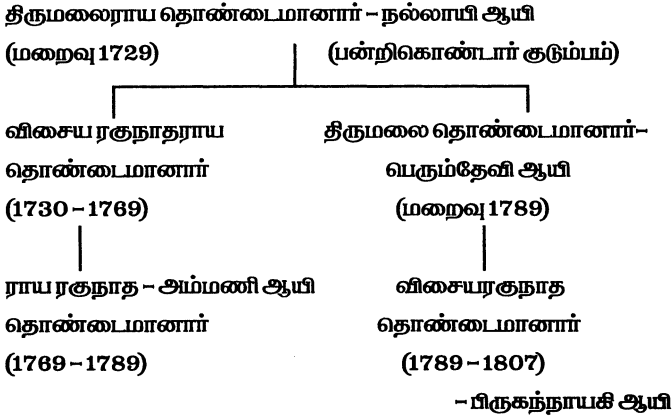 திருமலைராய தொண்டைமானார் – நல்லாயி ஆயி
(மறைவு 1729) (பன்றிகொண்டார் குடும்பம்)
விசைய ரகுநாதராய திருமலை தொண்டைமானார்–
தொண்டைமானார் பெரும்தேவி ஆயி
(1730 – 1769) (மறைவு 1789)
ராய ரகுநாத – அம்மணி ஆயி விசையரகுநாத
தொண்டைமானார் தொண்டைமானார்
(1769 – 1789) (1789 – 1807)
– பிருகந்நாயகி ஆயி